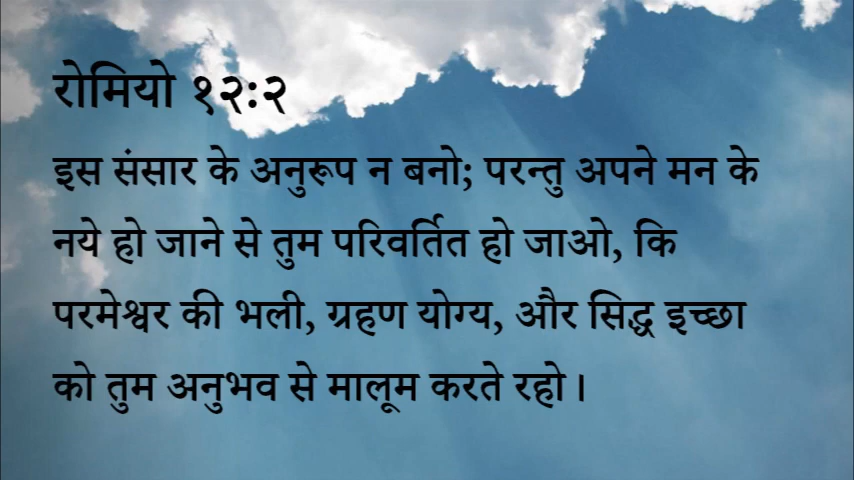 रोमियो १२:२
इस संसार के अनुरूप न बनो; परन्तु अपने मन के
नये हो जाने से तुम परिवर्तित हो जाओ, कि
परमेश्वर की भली, ग्रहण योग्य, और सिद्ध इच्छा
को तुम अनुभव से मालूम करते रहो।